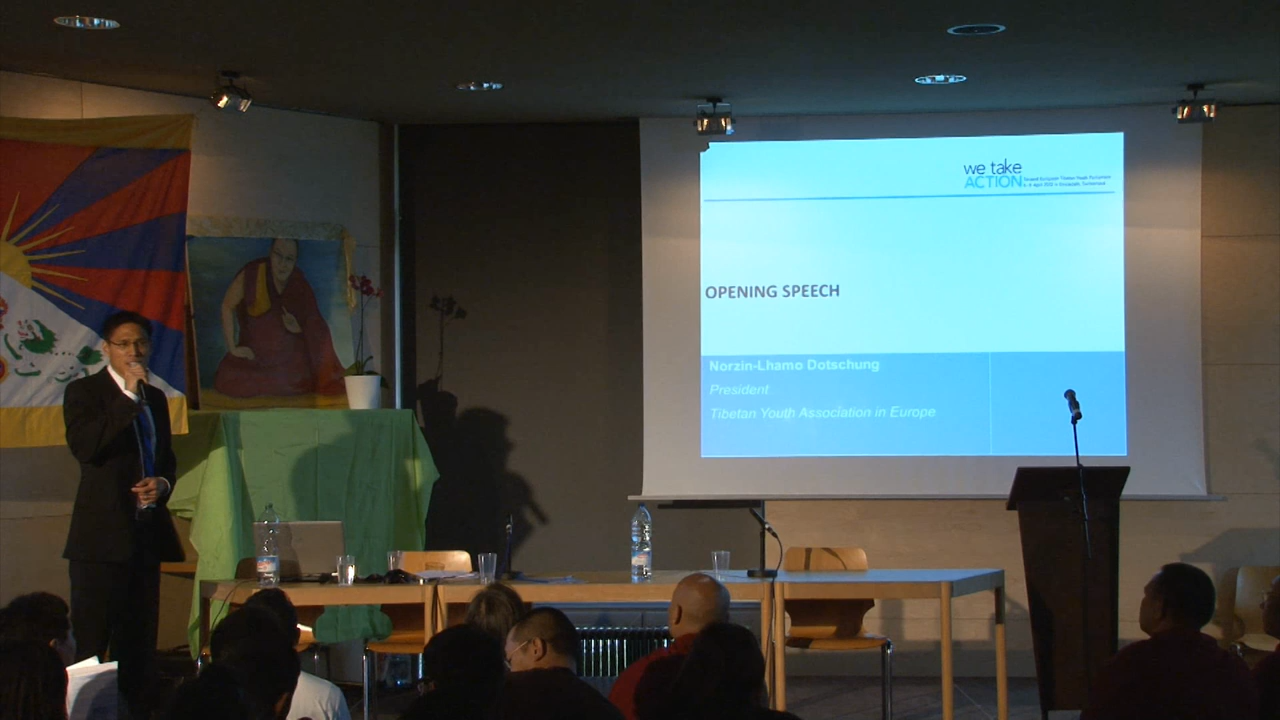 we take
ACTION
OPENING SPEECH
Norzin-Lhamo Dotschung
President
Tibetan Youth Association in Europe